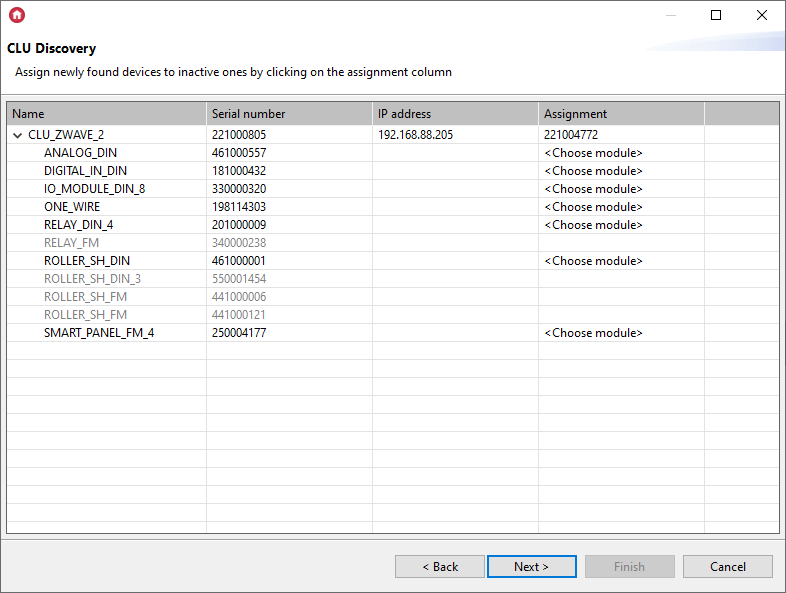 CLU Discovery
Assign newly found devices to inactive ones by clicking on the assignment column
Name Serial number IP address Assignment
CLU_ZWAVE_2 221000805 192.168.88.205 221004772
ANALOG_DIN 461000557 <Choose module>
DIGITAL_IN_DIN 181000432 <Choose module>
IO_MODULE_DIN_8 330000320 <Choose module>
ONE_WIRE 198114303 <Choose module>
RELAY_DIN_4 201000009 <Choose module>
RELAY_FM 340000238
ROLLER_SH_DIN 461000001 <Choose module>
ROLLER_SH_DIN_3 550001454
ROLLER_SH_FM 441000006
ROLLER_SH_FM 441000121
SMART_PANEL_FM_4 250004177 <Choose module>
< Back Next > Finish Cancel